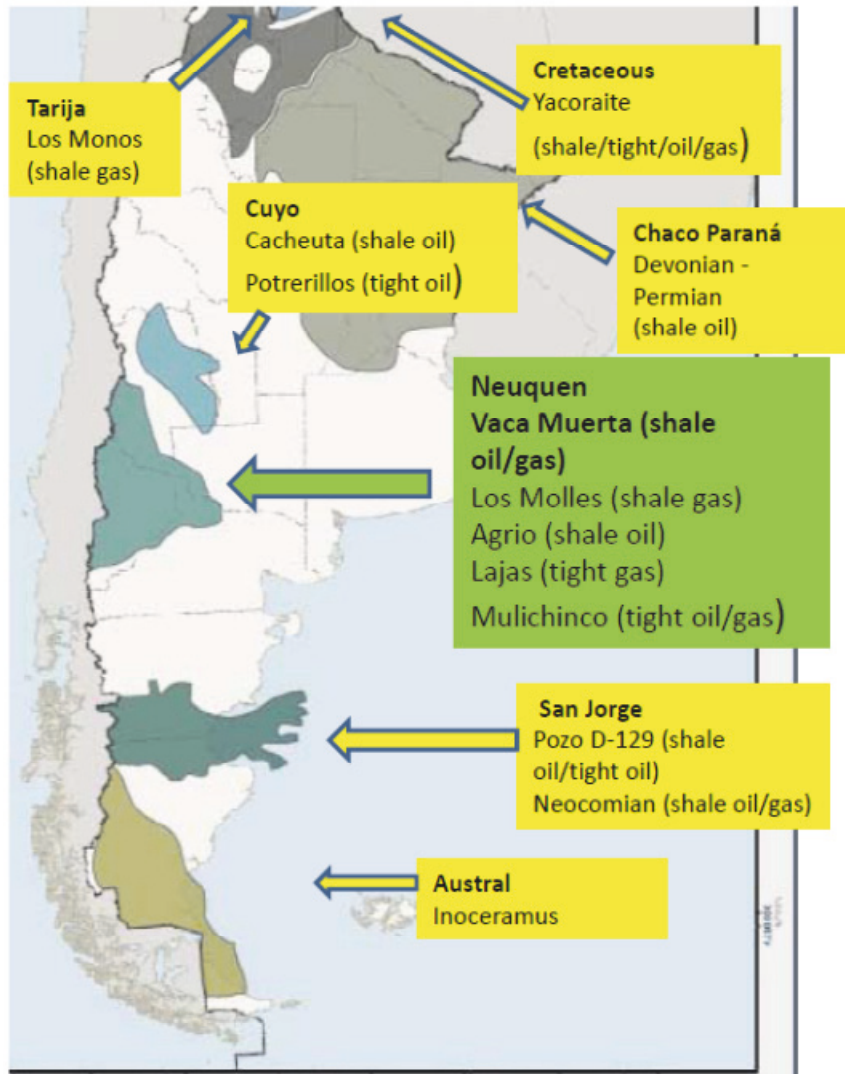 Tarija
Los Monos
(shale gas)
Cretaceous
Yacoraite
(shale/tight/oil/gas)
Cuyo
Cacheuta (shale oil)
Potrerillos (tight oil)
Chaco Paraná
Devonian -
Permian
(shale oil)
Neuquen
Vaca Muerta (shale
oil/gas)
Los Molles (shale gas)
Agrio (shale oil)
Lajas (tight gas)
Mulichinco (tight oil/gas)
San Jorge
Pozo D-129 (shale
oil/tight oil)
Neocomian (shale oil/gas)
Austral
Inoceramus